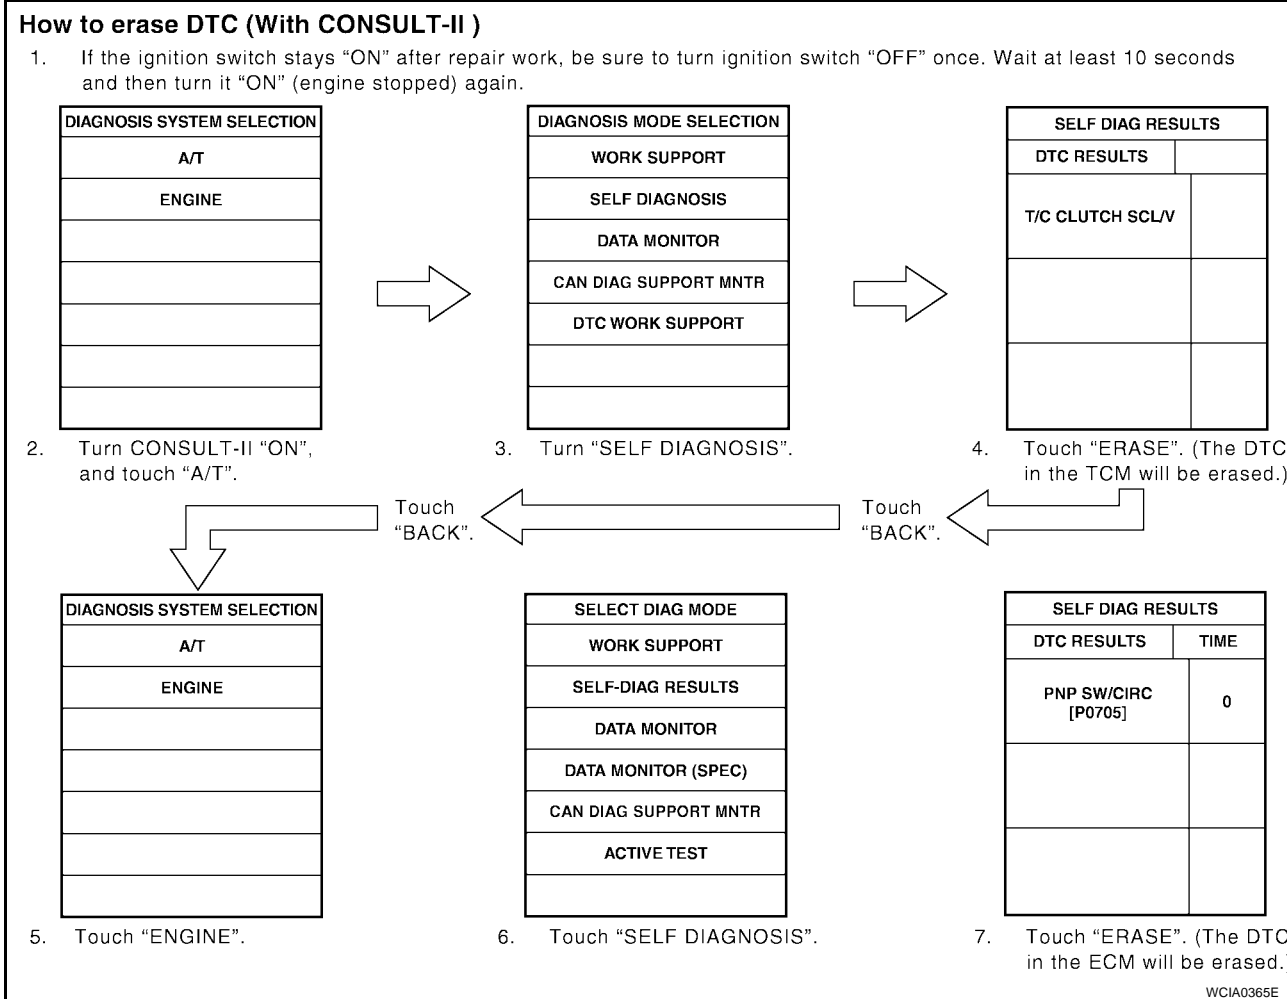 How to erase DTC (With CONSULT-II )
1. If the ignition switch stays “ON” after repair work, be sure to turn ignition switch “OFF” once. Wait at least 10 seconds
and then turn it “ON” (engine stopped) again.
DIAGNOSIS SYSTEM SELECTION
A/T
ENGINE
DIAGNOSIS MODE SELECTION
WORK SUPPORT
SELF DIAGNOSIS
DATA MONITOR
CAN DIAG SUPPORT MNTR
DTC WORK SUPPORT
SELF DIAG RESULTS
DTC RESULTS
T/C CLUTCH SCL/V
2. Turn CONSULT-II “ON”,
and touch “A/T”.
3. Turn “SELF DIAGNOSIS”.
4. Touch “ERASE”. (The DTC
in the TCM will be erased.)
Touch
“BACK”.
Touch
“BACK”.
DIAGNOSIS SYSTEM SELECTION
A/T
ENGINE
SELECT DIAG MODE
WORK SUPPORT
SELF-DIAG RESULTS
DATA MONITOR
DATA MONITOR (SPEC)
CAN DIAG SUPPORT MNTR
ACTIVE TEST
SELF DIAG RESULTS
DTC RESULTS TIME
PNP SW/CIRC 0
[P0705]
5. Touch “ENGINE”.
6. Touch “SELF DIAGNOSIS”.
7. Touch “ERASE”. (The DTC
in the ECM will be erased.)
WCIA0365E